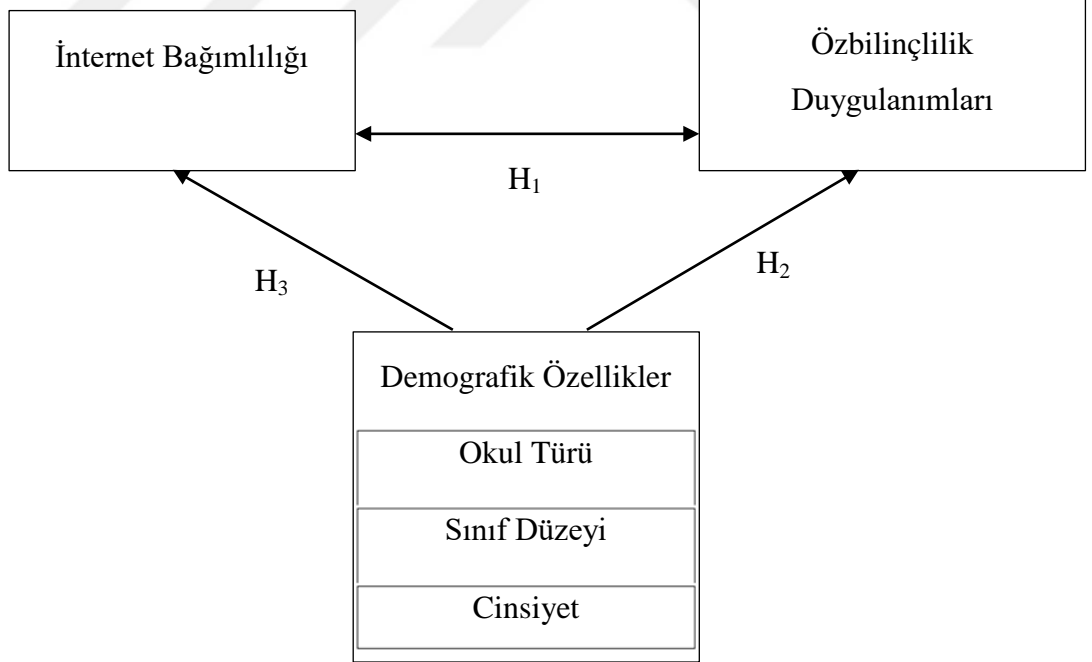 İnternet Bağımlılığı
Özbilinçlilik
Duygulanımları
H₁
H₃
H₂
Demografik Özellikler
Okul Türü
Sınıf Düzeyi
Cinsiyet